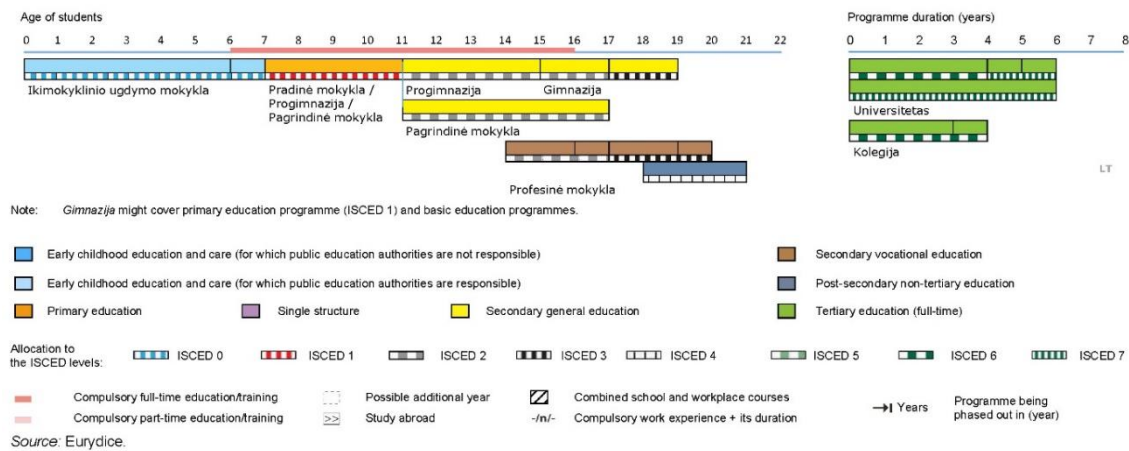 Age of students
Programme duration (years)
0 1 2 3 4 5 6 7 8 9 10 11 12 13 14 15 16 17 18 19 20 21 22
0 1 2 3 4 5 6 7 8
Ikimokyklinio ugdymo mokykla
Pradinė mokykla /
Progimnazija /
Pagrindinė mokykla
Progimnazija
Gimnazija
Pagrindinė mokykla
Profesinė mokykla
Universitetas
Kolegija
LT
Note: Gimnazija might cover primary education programme (ISCED 1) and basic education programmes.
Early childhood education and care (for which public education authorities are not responsible)
Secondary vocational education
Early childhood education and care (for which public education authorities are responsible)
Post-secondary non-tertiary education
Primary education
Single structure
Secondary general education
Tertiary education (full-time)
Allocation to
the ISCED levels:
ISCED 0
ISCED 1
ISCED 2
ISCED 3
ISCED 4
ISCED 5
ISCED 6
ISCED 7
Compulsory full-time education/training
Possible additional year
Combined school and workplace courses
Years
Programme being
phased out in (year)
Compulsory part-time education/training
>> Study abroad
-/n/- Compulsory work experience + its duration
Source: Eurydice.